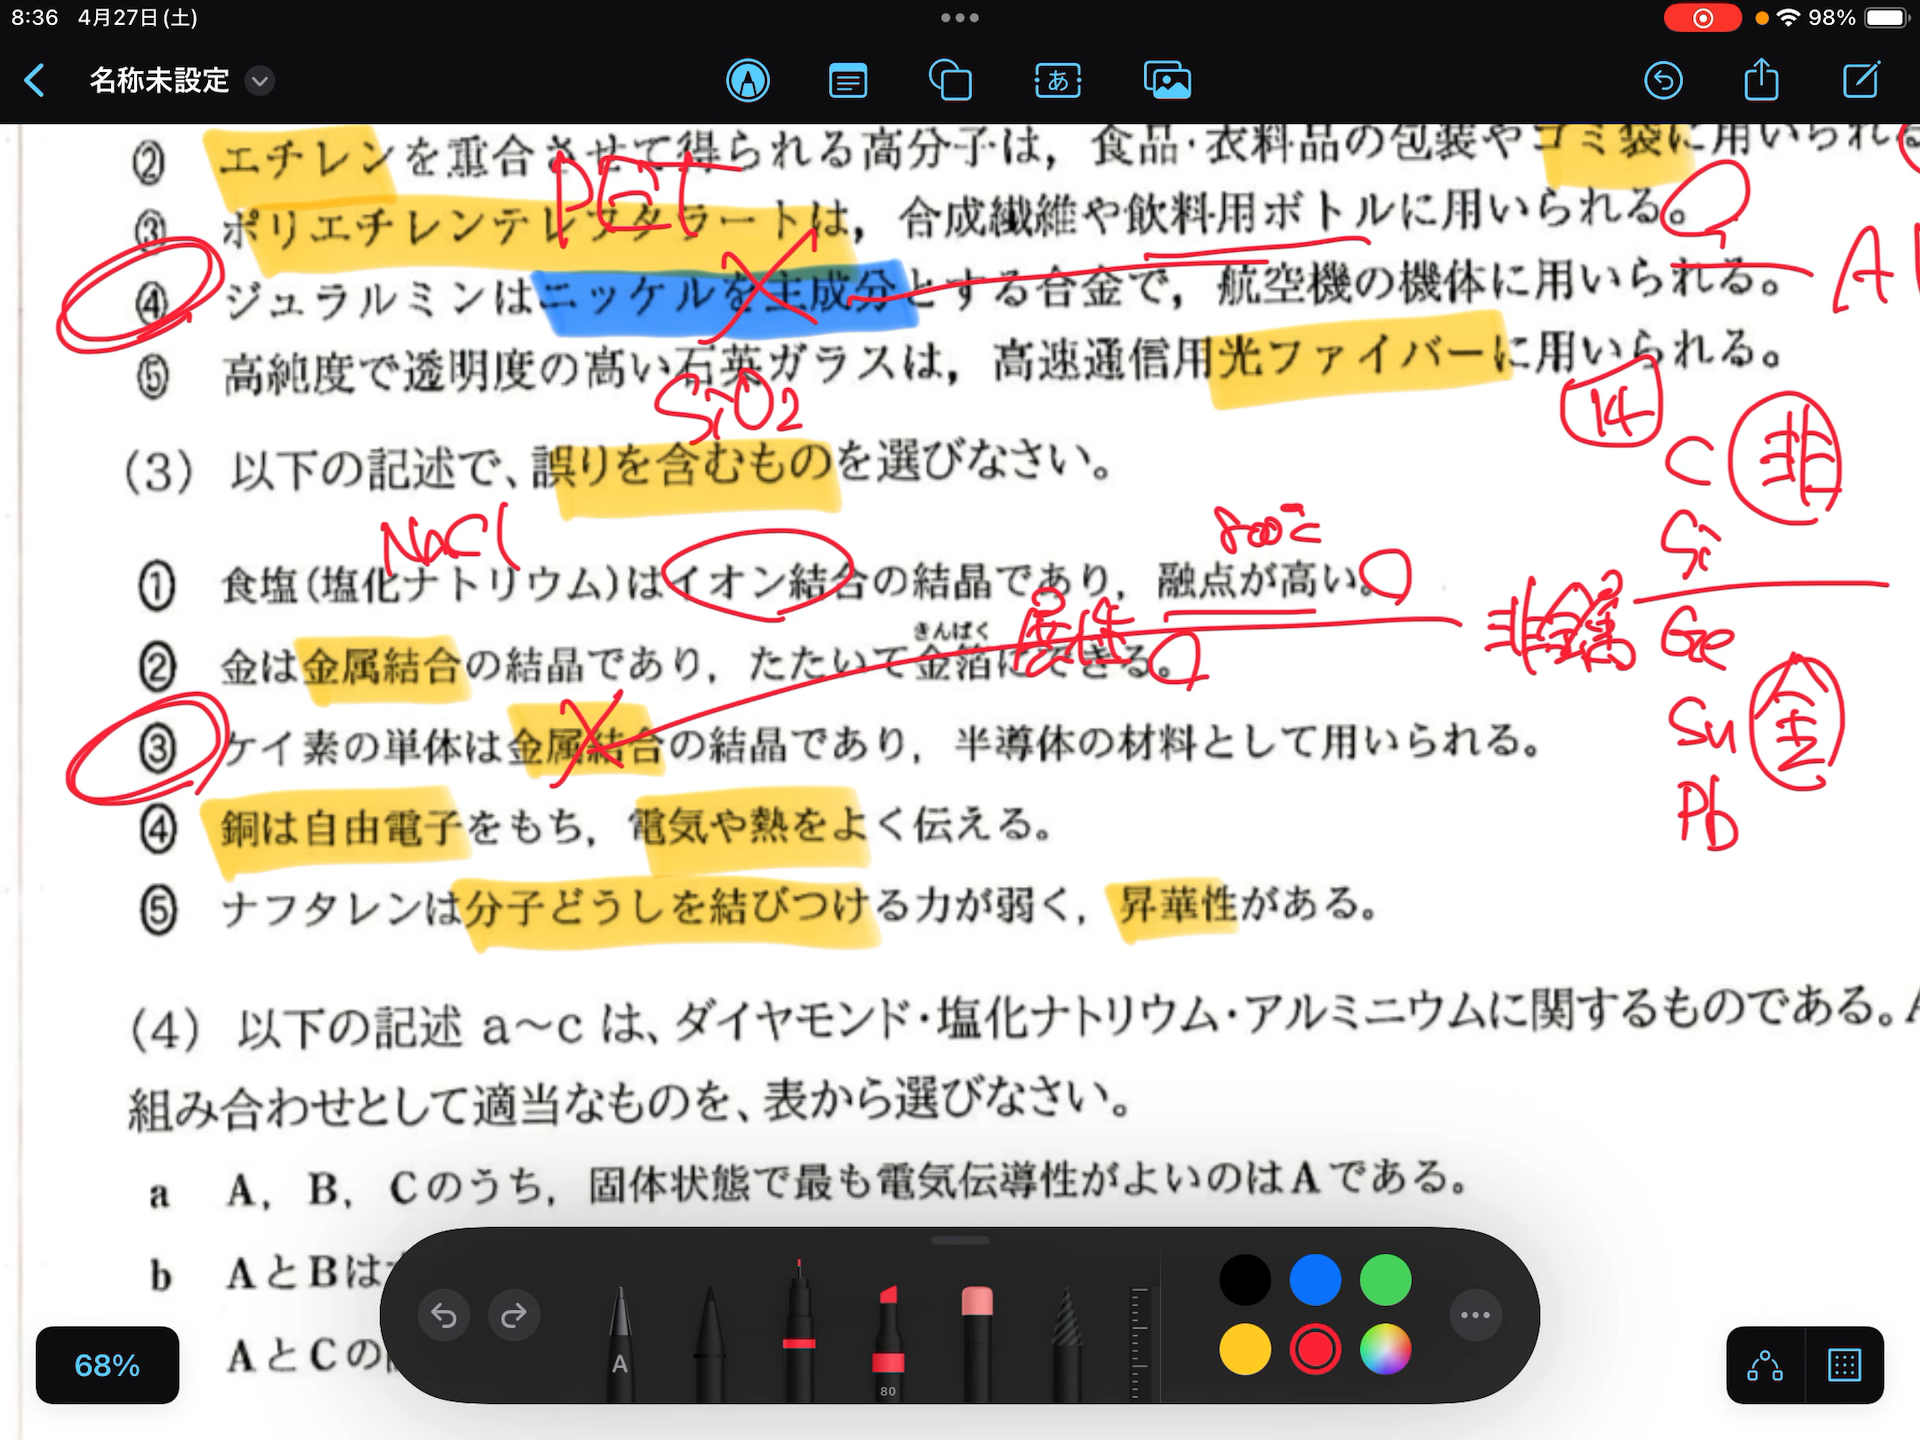 8:36 4月27日(土)
98%
名称未設定
あ
② エチレンを重合させて得られる高分子は，食品・衣料品の包装やゴミ袋に用いられる
PET
③ ポリエチレンテレフタラートは，合成繊維や飲料用ボトルに用いられる。
④ ジュラルミンはニッケルを主成分とする合金で，航空機の機体に用いられる。
⑤ 高純度で透明度の高い石英ガラスは，高速通信用光ファイバーに用いられる。
SiO2
14
C 非
(3) 以下の記述で、誤りを含むものを選びなさい。
Si
NaCl
800℃
① 食塩(塩化ナトリウム)はイオン結合の結晶であり，融点が高い。
展性
非金属
Ge
きんぱく
② 金は金属結合の結晶であり，たたいて金箔にできる。
Sn 金
③ ケイ素の単体は金属結合の結晶であり，半導体の材料として用いられる。
Pb
④ 銅は自由電子をもち，電気や熱をよく伝える。
⑤ ナフタレンは分子どうしを結びつける力が弱く，昇華性がある。
(4) 以下の記述 a～c は、ダイヤモンド・塩化ナトリウム・アルミニウムに関するものである。A
組み合わせとして適当なものを、表から選びなさい。
a A，B，Cのうち，固体状態で最も電気伝導性がよいのはAである。
b AとBは
AとCの
68%
A
80